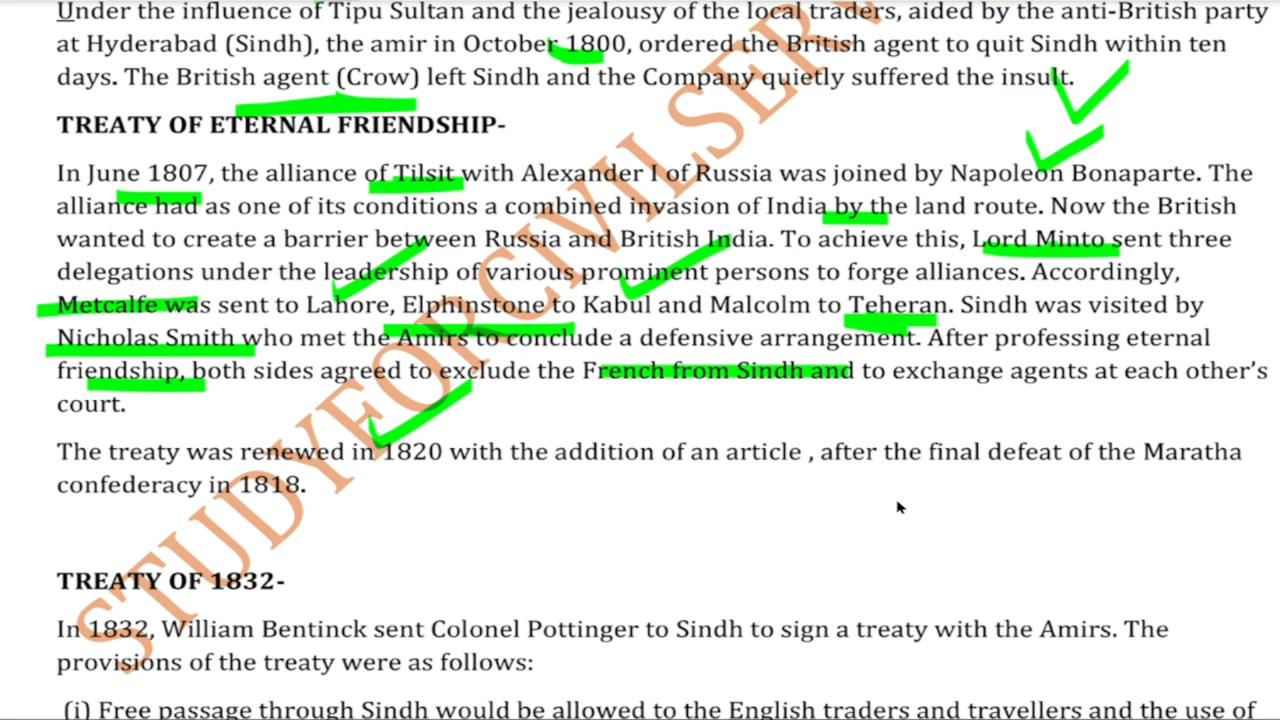 Under the influence of Tipu Sultan and the jealousy of the local traders, aided by the anti-British party
at Hyderabad (Sindh), the amir in October 1800, ordered the British agent to quit Sindh within ten
days. The British agent (Crow) left Sindh and the Company quietly suffered the insult.
TREATY OF ETERNAL FRIENDSHIP-
In June 1807, the alliance of Tilsit with Alexander I of Russia was joined by Napoleon Bonaparte. The
alliance had as one of its conditions a combined invasion of India by the land route. Now the British
wanted to create a barrier between Russia and British India. To achieve this, Lord Minto sent three
delegations under the leadership of various prominent persons to forge alliances. Accordingly,
Metcalfe was sent to Lahore, Elphinstone to Kabul and Malcolm to Teheran. Sindh was visited by
Nicholas Smith who met the Amirs to conclude a defensive arrangement. After professing eternal
friendship, both sides agreed to exclude the French from Sindh and to exchange agents at each other's
court.
The treaty was renewed in 1820 with the addition of an article , after the final defeat of the Maratha
confederacy in 1818.
TREATY OF 1832-
In 1832, William Bentinck sent Colonel Pottinger to Sindh to sign a treaty with the Amirs. The
provisions of the treaty were as follows:
(i) Free passage through Sindh would be allowed to the English traders and travellers and the use of
STUDYFORCIVILSERV